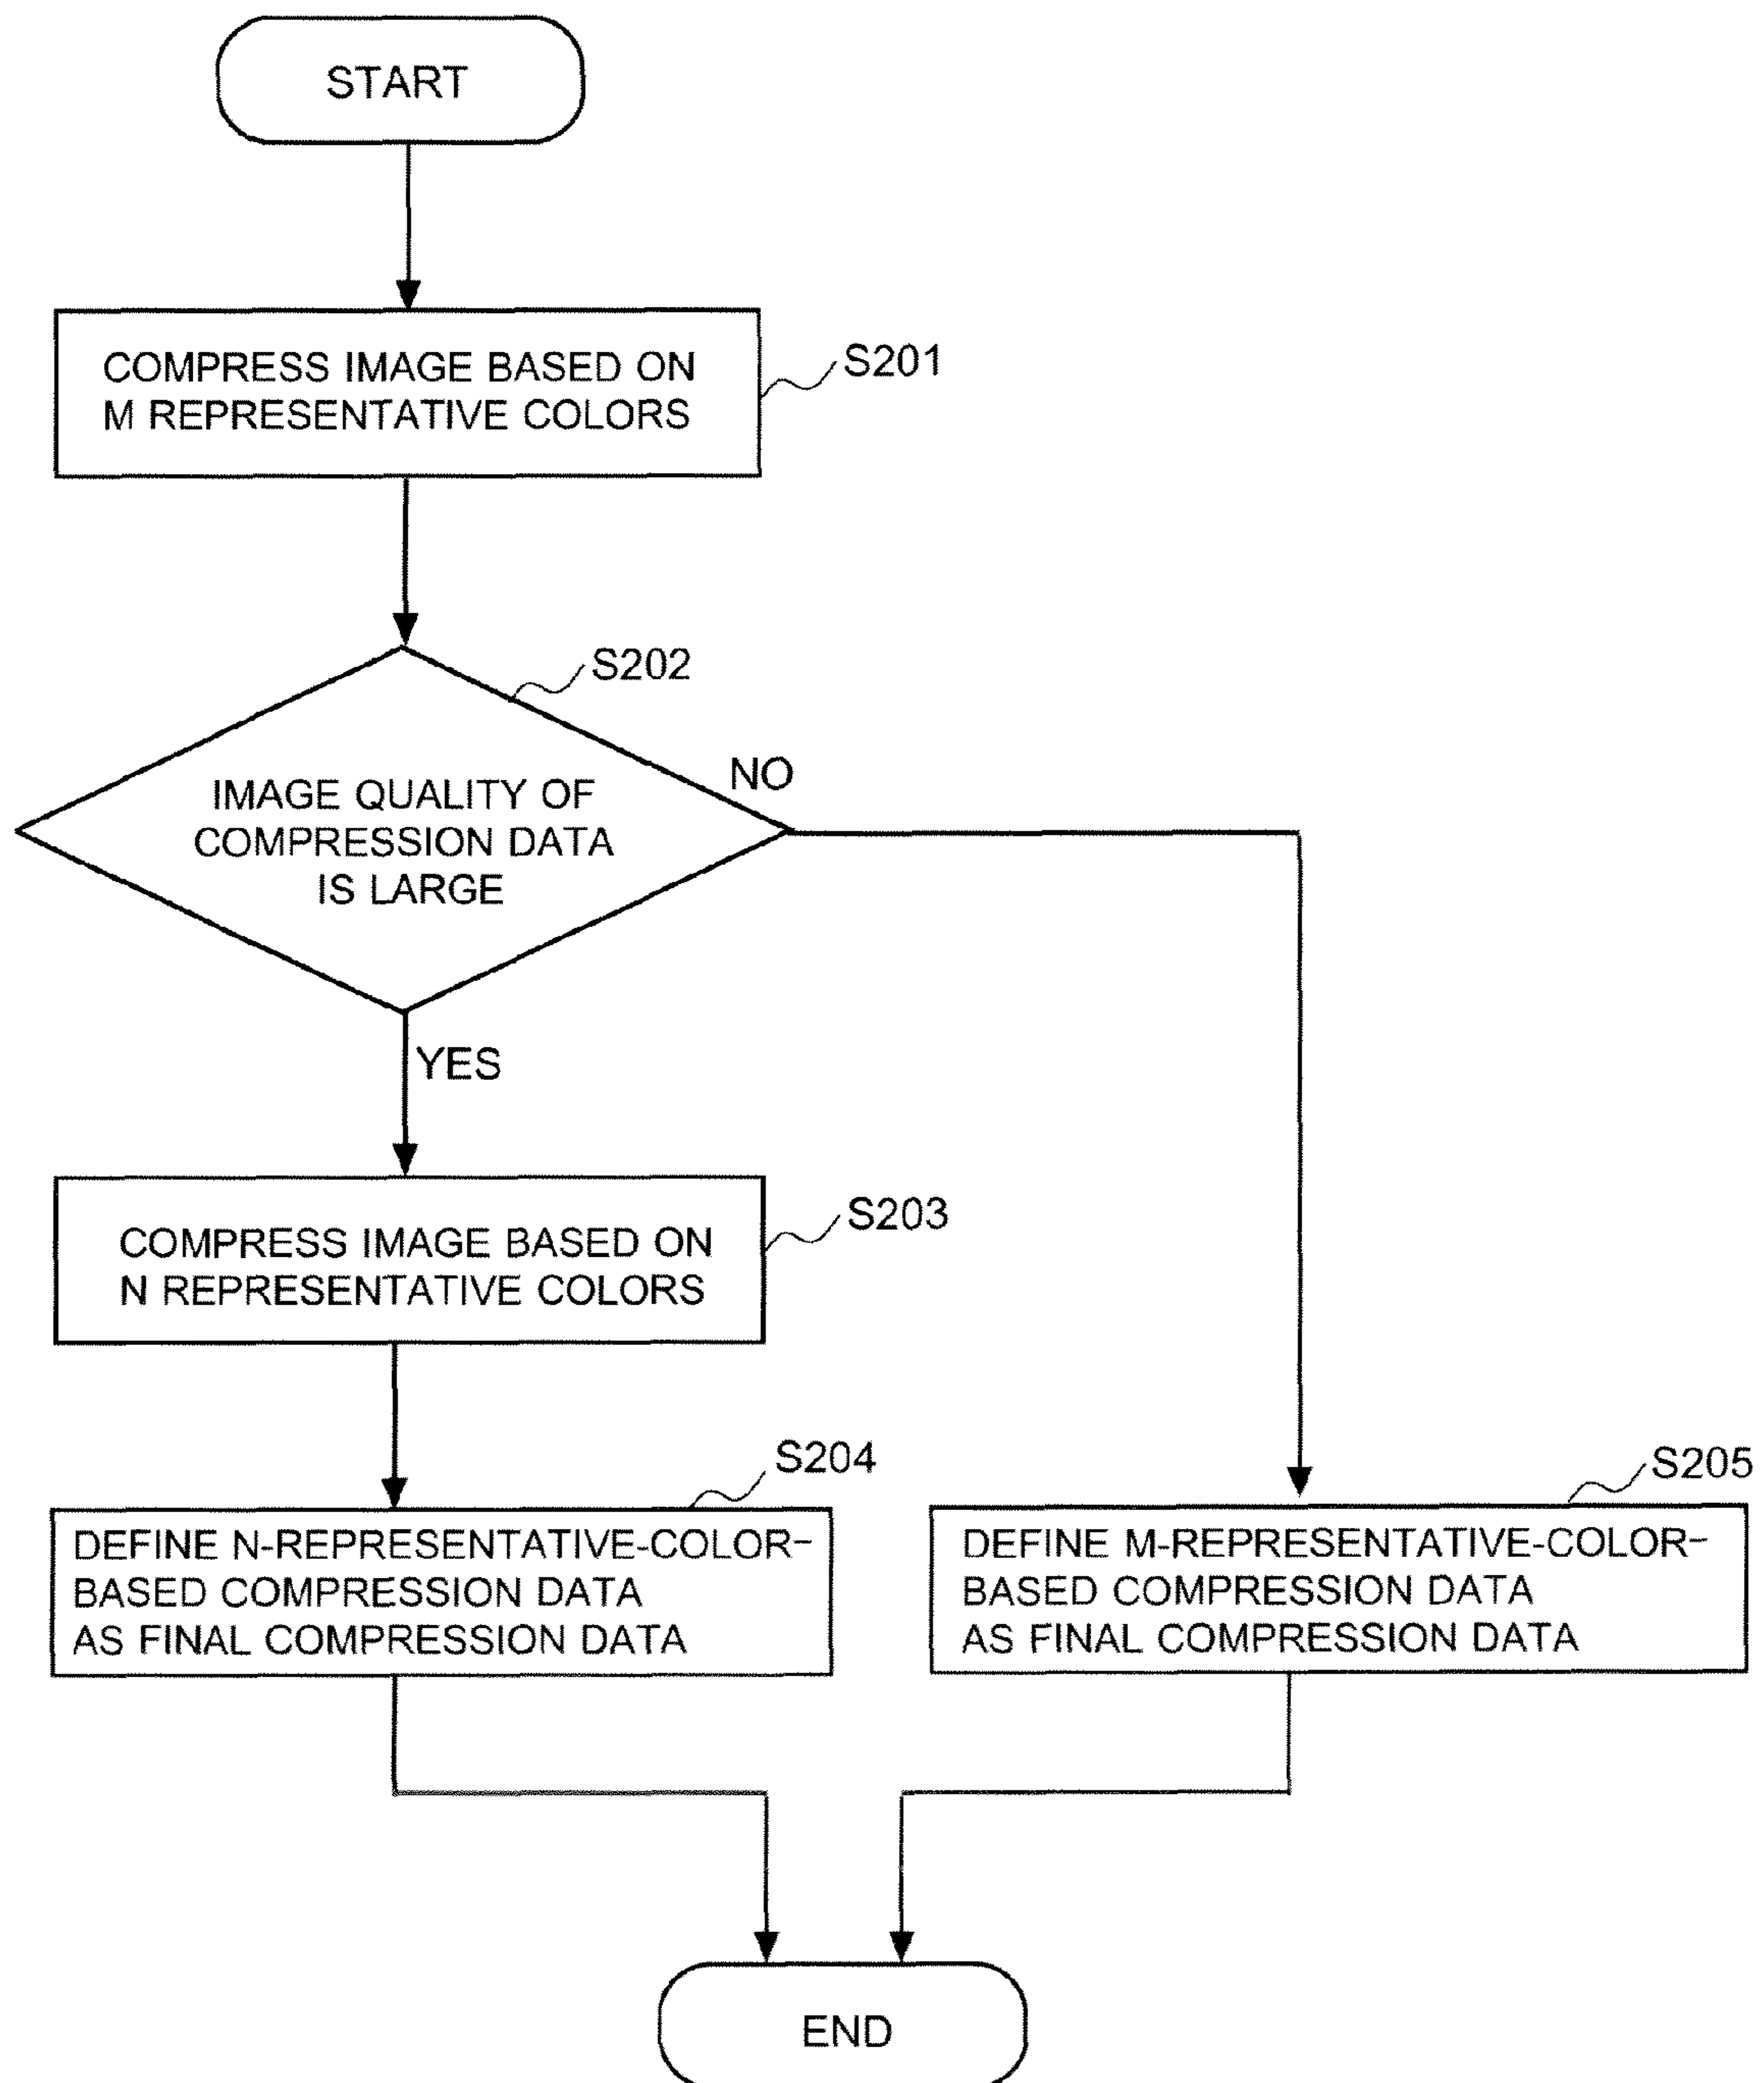 START
COMPRESS IMAGE BASED ON
M REPRESENTATIVE COLORS
S201
S202
IMAGE QUALITY OF
COMPRESSION DATA
IS LARGE
NO
YES
COMPRESS IMAGE BASED ON
N REPRESENTATIVE COLORS
S203
S204
DEFINE N-REPRESENTATIVE-COLOR-
BASED COMPRESSION DATA
AS FINAL COMPRESSION DATA
S205
DEFINE M-REPRESENTATIVE-COLOR-
BASED COMPRESSION DATA
AS FINAL COMPRESSION DATA
END